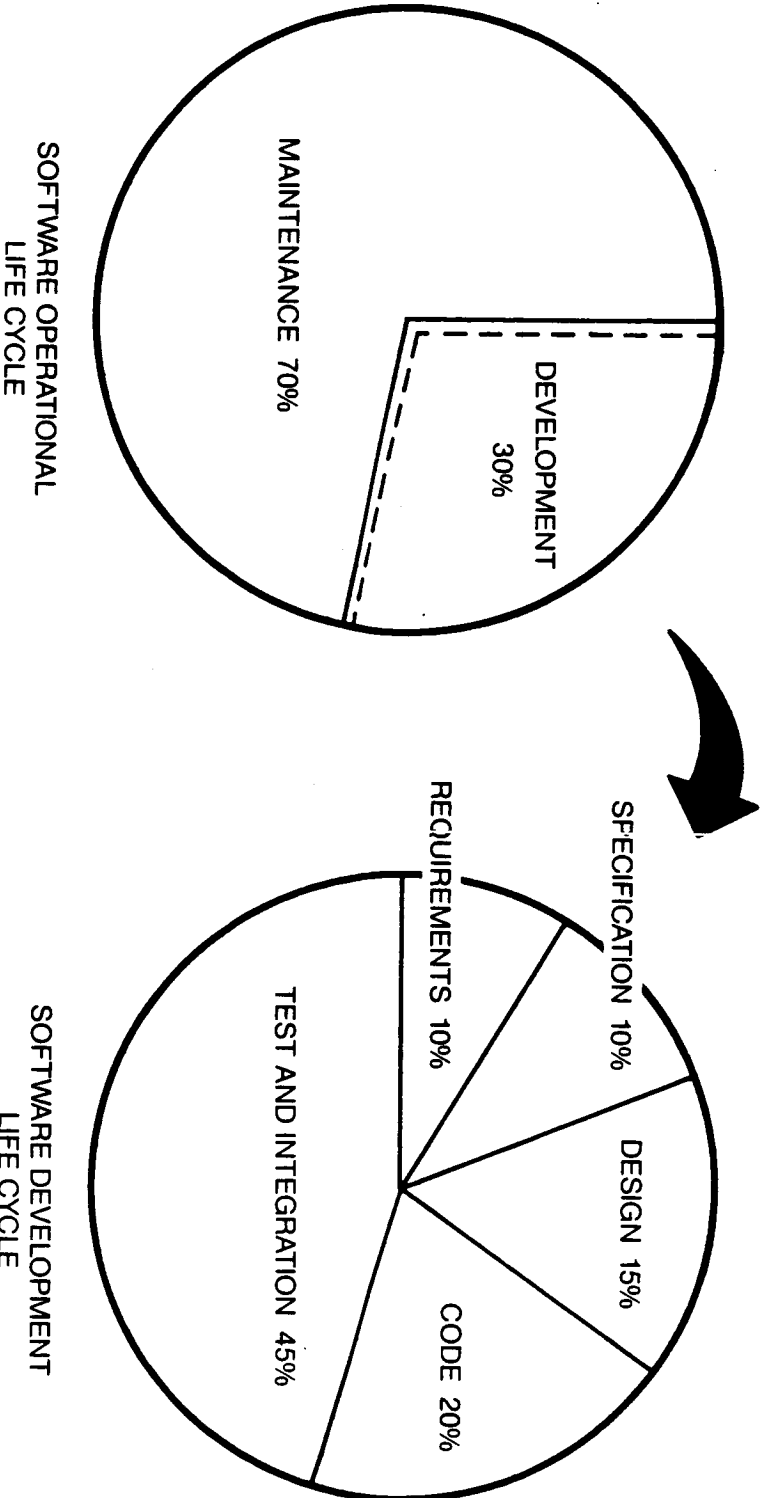 MAINTENANCE 70%
DEVELOPMENT
30%
SOFTWARE OPERATIONAL
LIFE CYCLE
REQUIREMENTS 10%
SPECIFICATION 10%
DESIGN 15%
CODE 20%
TEST AND INTEGRATION 45%
SOFTWARE DEVELOPMENT
LIFE CYCLE